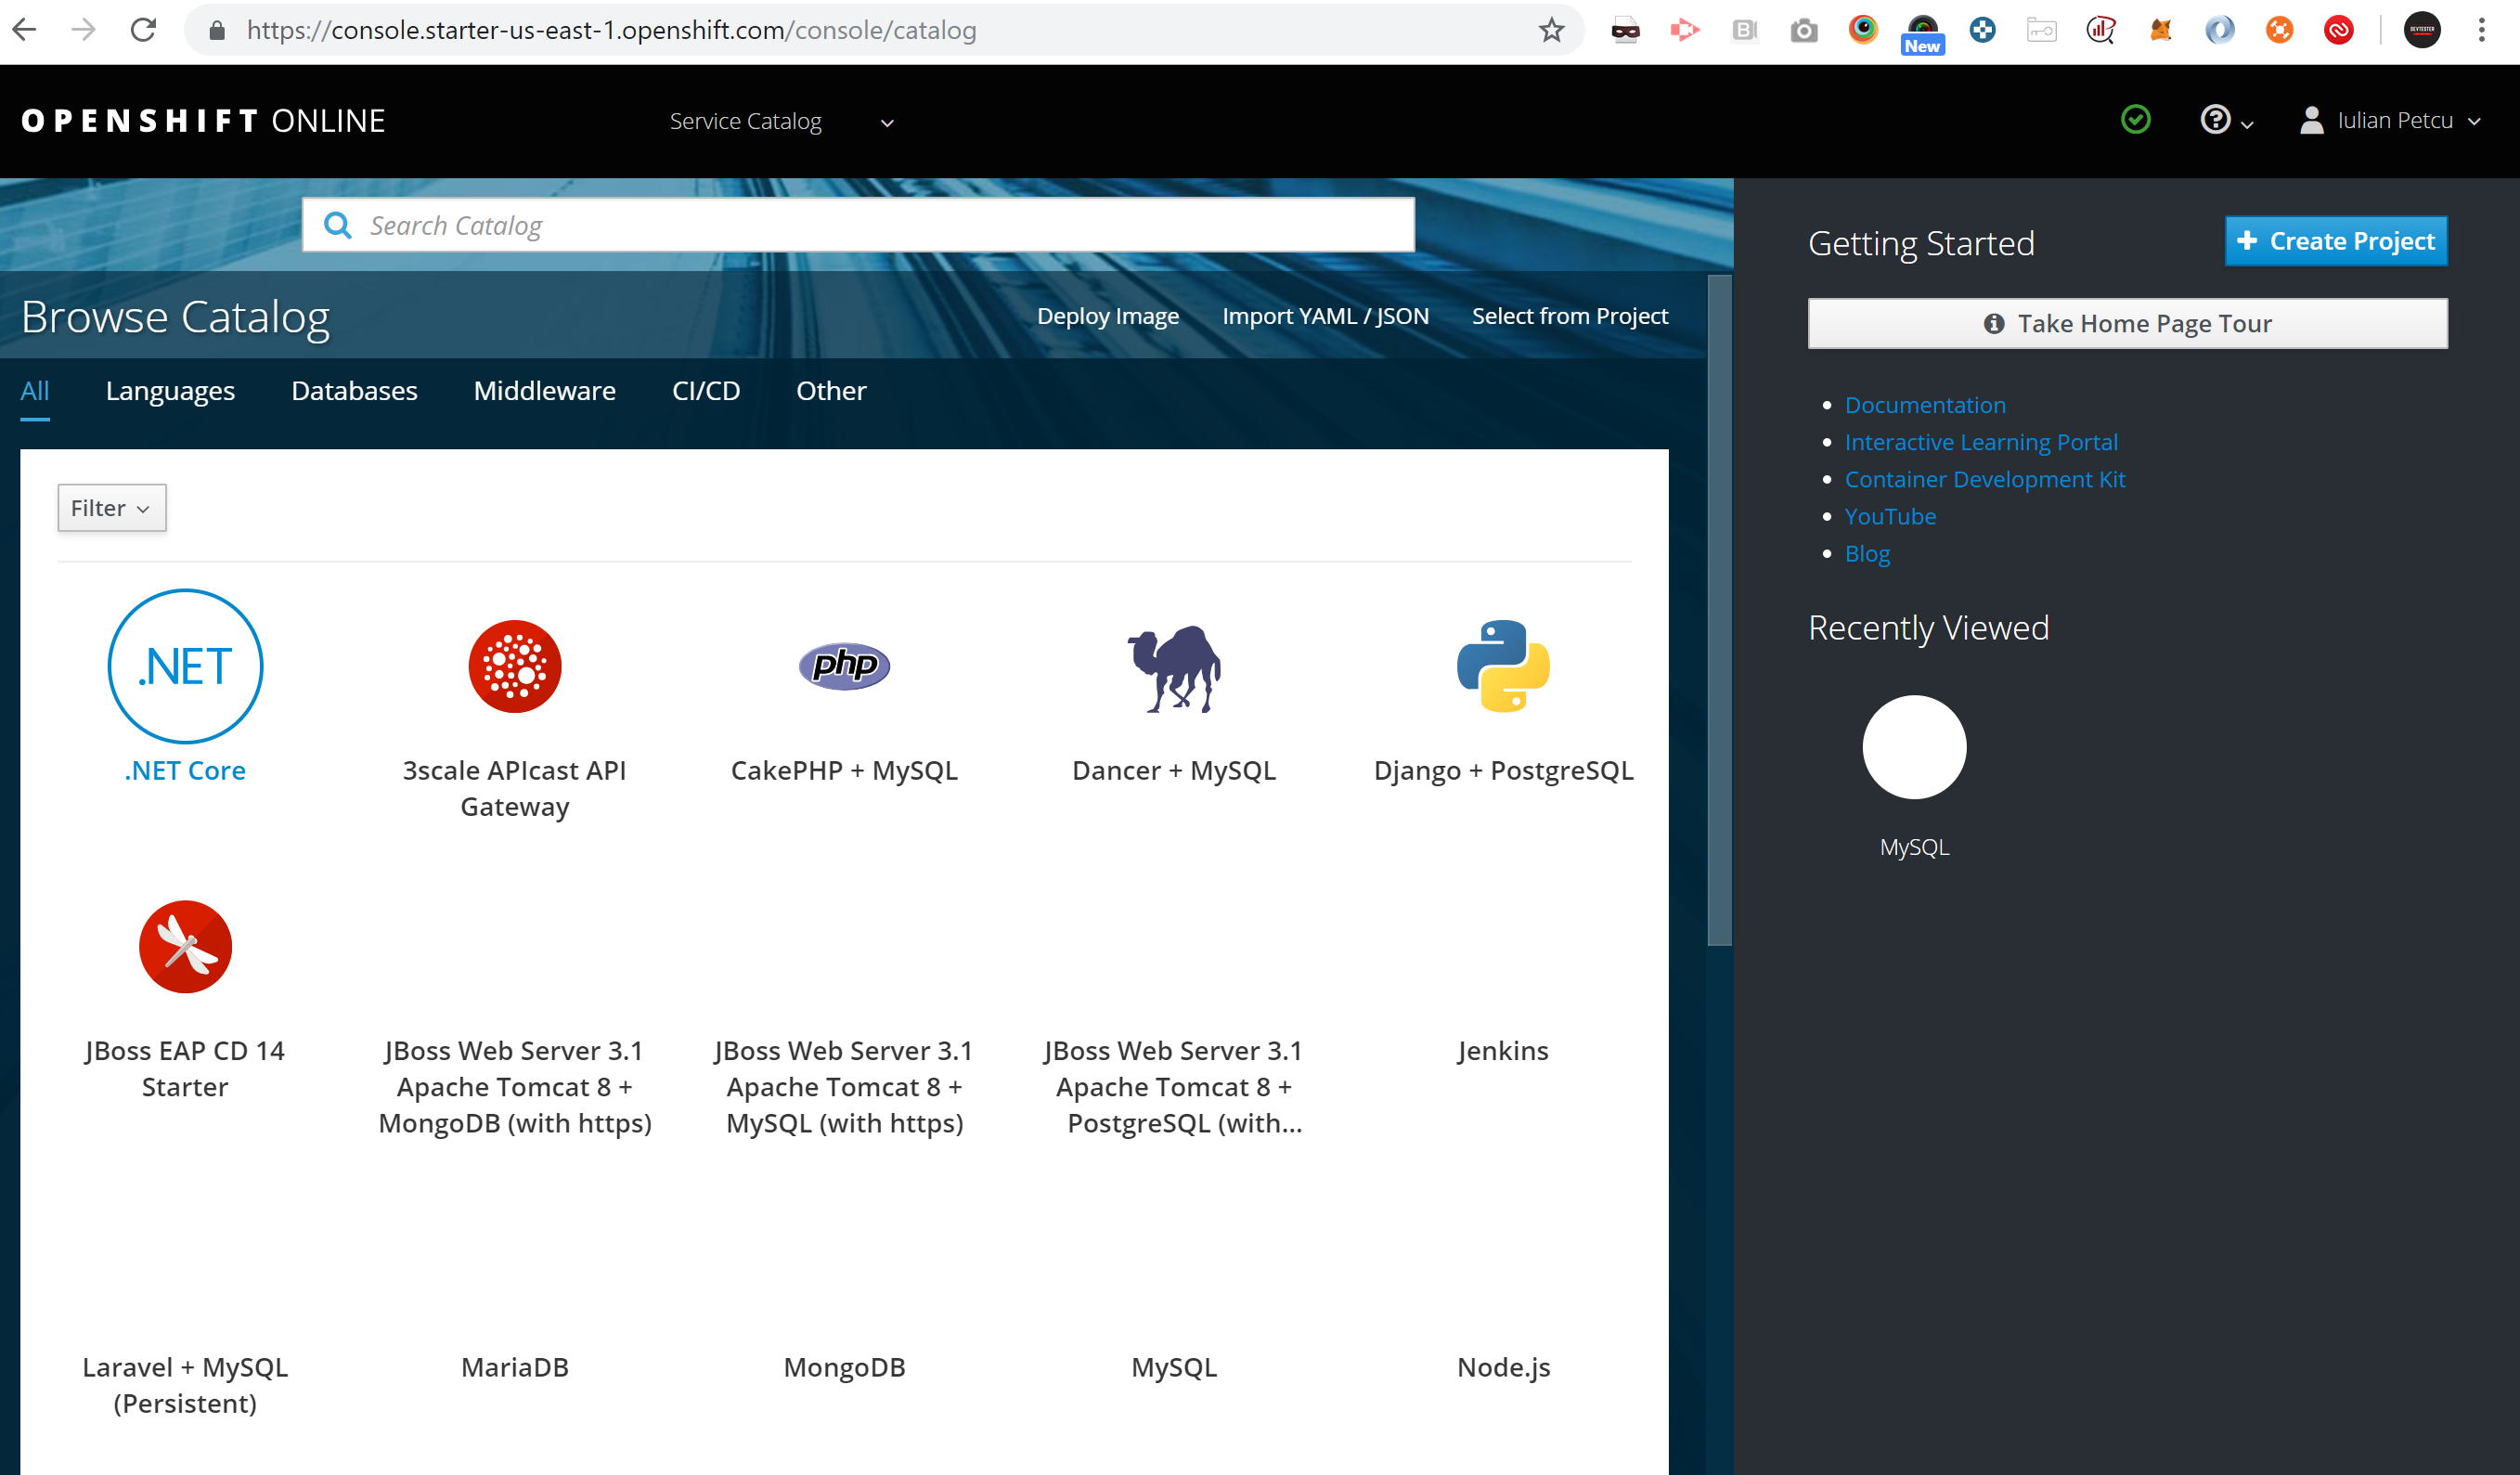 https://console.starter-us-east-1.openshift.com/console/catalog
New
OPENSHIFT ONLINE
Service Catalog
Iulian Petcu
Search Catalog
Getting Started
Create Project
Browse Catalog
Deploy Image
Import YAML / JSON
Select from Project
Take Home Page Tour
All
Languages
Databases
Middleware
CI/CD
Other
Documentation
Interactive Learning Portal
Container Development Kit
YouTube
Blog
Filter
Recently Viewed
MySQL
.NET
.NET Core
3scale APIcast API
Gateway
php
CakePHP + MySQL
Dancer + MySQL
Django + PostgreSQL
JBoss EAP CD 14
Starter
JBoss Web Server 3.1
Apache Tomcat 8 +
MongoDB (with https)
JBoss Web Server 3.1
Apache Tomcat 8 +
MySQL (with https)
JBoss Web Server 3.1
Apache Tomcat 8 +
PostgreSQL (with...
Jenkins
Laravel + MySQL
(Persistent)
MariaDB
MongoDB
MySQL
Node.js